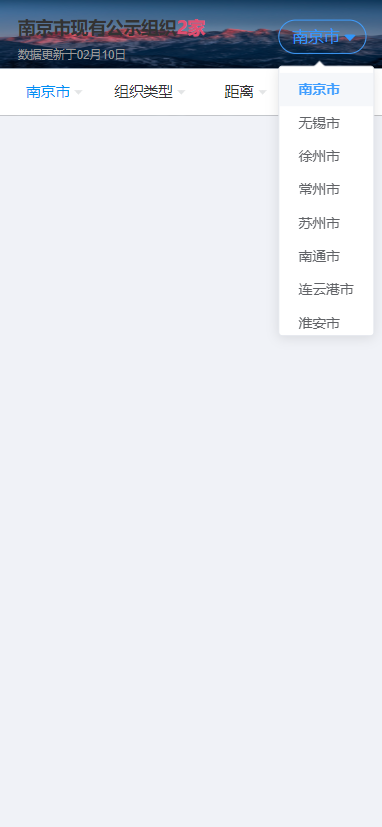 南京市现有公示组织2家
南京市
数据更新于02月10日
南京市
组织类型
距离
南京市
无锡市
徐州市
常州市
苏州市
南通市
连云港市
淮安市